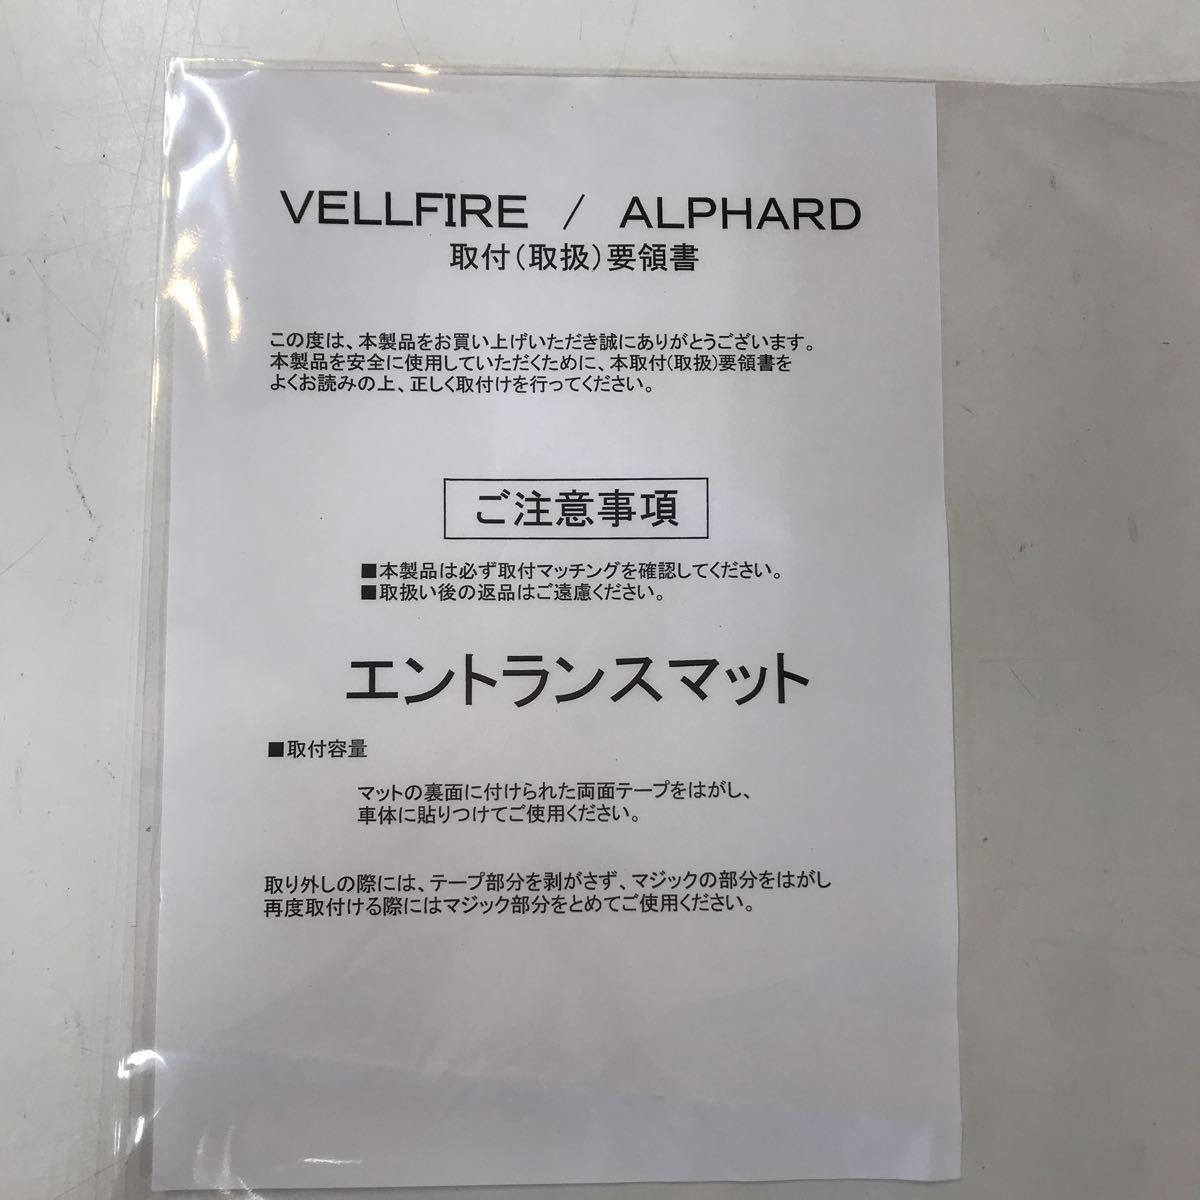 VELLFIRE / ALPHARD
取付(取扱)要領書
この度は、本製品をお買い上げいただき誠にありがとうございます。
本製品を安全に使用していただくために、本取付(取扱)要領書を
よくお読みの上、正しく取付けを行ってください。
ご注意事項
■本製品は必ず取付マッチングを確認してください。
■取扱い後の返品はご遠慮ください。
エントランスマット
■取付容量
マットの裏面に付けられた両面テープをはがし、
車体に貼りつけてご使用ください。
取り外しの際には、テープ部分を剥がさず、マジックの部分をはがし
再度取付ける際にはマジック部分をとめてご使用ください。